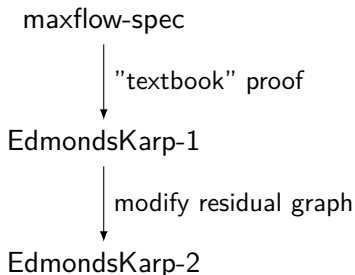 maxflow-spec
”textbook” proof
EdmondsKarp-1
modify residual graph
EdmondsKarp-2